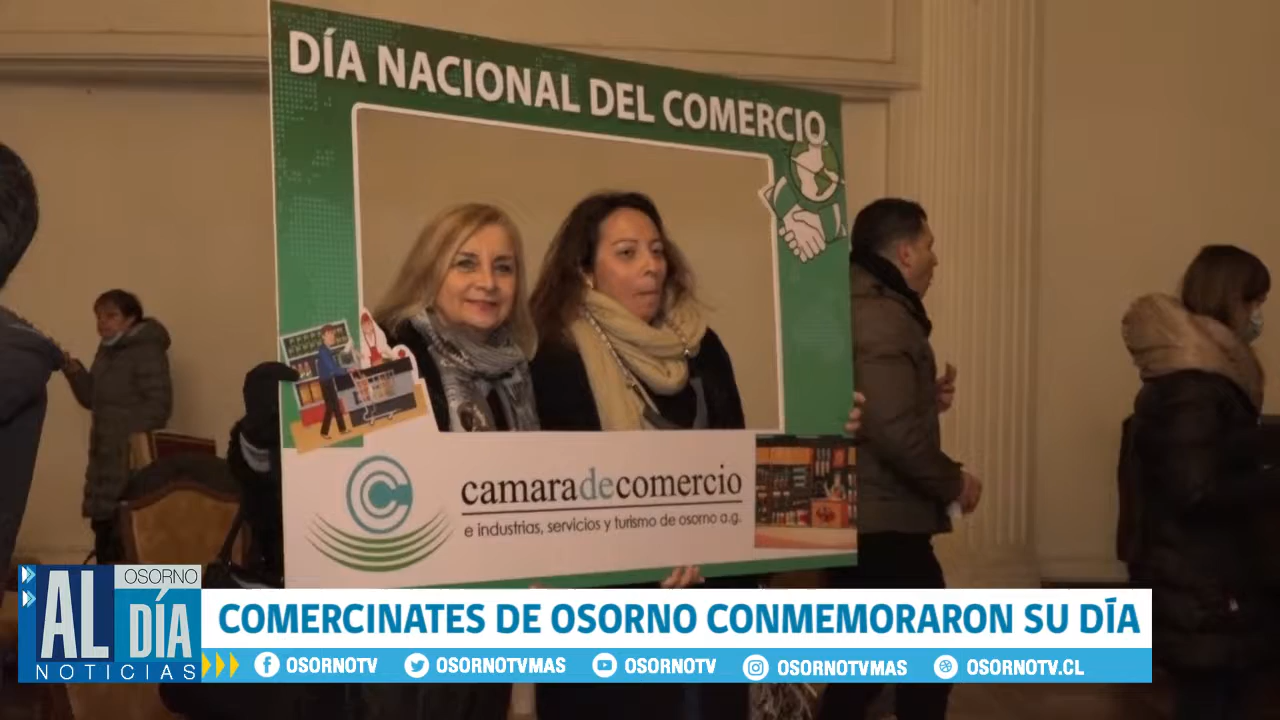 DÍA NACIONAL DEL COMERCIO
camaradecomercio
e industrias, servicios y turismo de osorno a.g.
AL DÍA
OSORNO
NOTICIAS
COMERCINATES DE OSORNO CONMEMORARON SU DÍA
OSORNOTV OSORNOTVMAS OSORNOTV OSORNOTVMAS OSORNOTV.CL